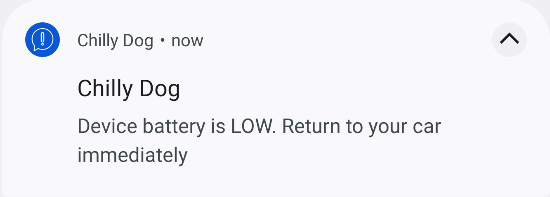 Chilly Dog • now
Chilly Dog
Device battery is LOW. Return to your car
immediately